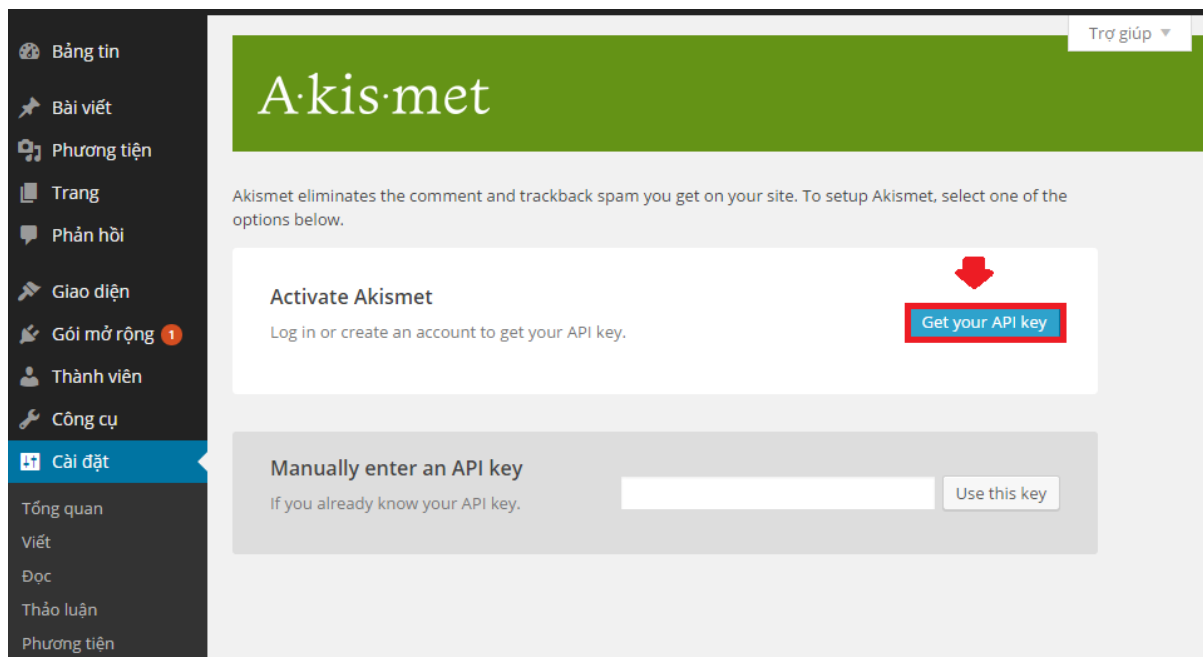 Trợ giúp
Bảng tin
Bài viết
Phương tiện
Trang
Phản hồi
Giao diện
Gói mở rộng 1
Thành viên
Công cụ
Cài đặt
Tổng quan
Viết
Đọc
Thảo luận
Phương tiện
A·kis·met
Akismet eliminates the comment and trackback spam you get on your site. To setup Akismet, select one of the
options below.
Activate Akismet
Log in or create an account to get your API key.
Get your API key
Manually enter an API key
If you already know your API key.
Use this key